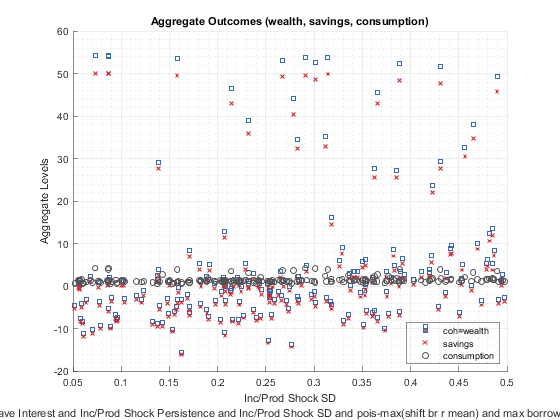 Aggregate Outcomes (wealth, savings, consumption)
60
50
40
30
20
10
0
-10
-20
Aggregate Levels
0.05
0.1
0.15
0.2
0.25
0.3
0.35
0.4
0.45
0.5
coh=wealth
savings
consumption
Inc/Prod Shock SD
Interest and Inc/Prod Shock Persistence and Inc/Prod Shock SD and pois-max(shift br r mean) and max